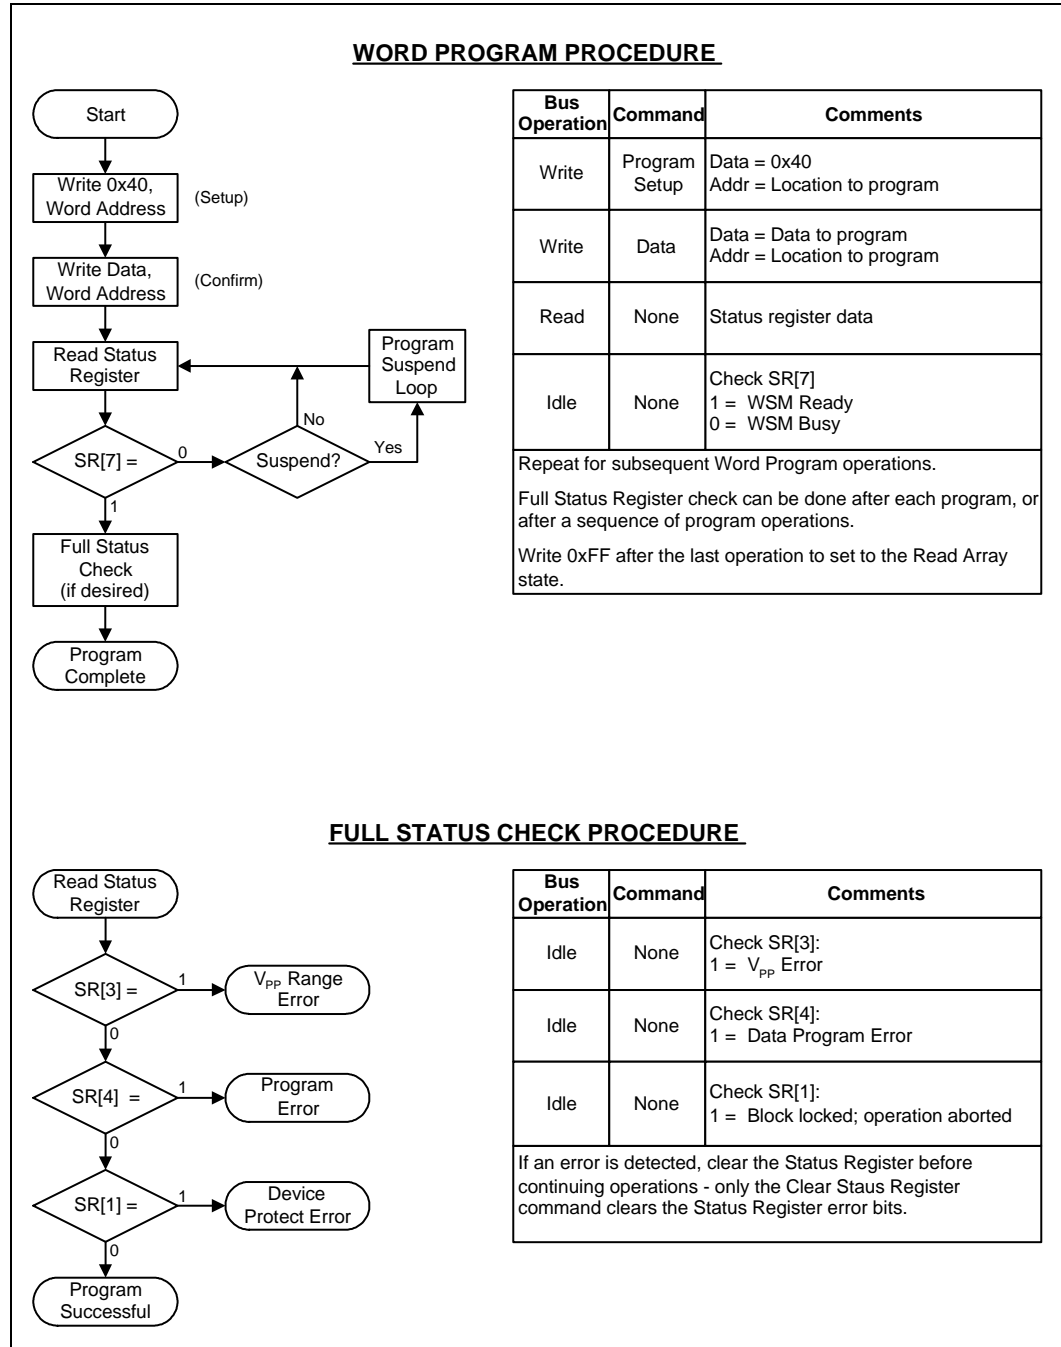 WORD PROGRAM PROCEDURE
Start
Write 0x40,
Word Address
(Setup)
Write Data,
Word Address
(Confirm)
Read Status
Register
Program
Suspend
Loop
No
SR[7] =
0
Suspend?
Yes
1
Full Status
Check
(if desired)
Program
Complete
Bus
Operation
Command
Comments
Write
Program
Setup
Data = 0x40
Addr = Location to program
Write
Data
Data = Data to program
Addr = Location to program
Read
None
Status register data
Idle
None
Check SR[7]
1 = WSM Ready
0 = WSM Busy
Repeat for subsequent Word Program operations.
Full Status Register check can be done after each program, or
after a sequence of program operations.
Write 0xFF after the last operation to set to the Read Array
state.
FULL STATUS CHECK PROCEDURE
Read Status
Register
SR[3] =
1
VPP Range
Error
0
SR[4] =
1
Program
Error
0
SR[1] =
1
Device
Protect Error
0
Program
Successful
Bus
Operation
Command
Comments
Idle
None
Check SR[3]:
1 = VPP Error
Idle
None
Check SR[4]:
1 = Data Program Error
Idle
None
Check SR[1]:
1 = Block locked; operation aborted
If an error is detected, clear the Status Register before
continuing operations - only the Clear Staus Register
command clears the Status Register error bits.